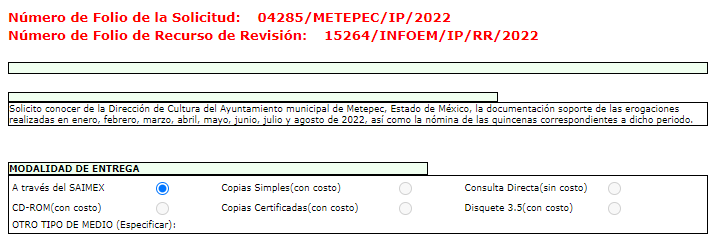 Número de Folio de la Solicitud: 04285/METEPEC/IP/2022
Número de Folio de Recurso de Revisión: 15264/INFOEM/IP/RR/2022
Solicito conocer de la Dirección de Cultura del Ayuntamiento municipal de Metepec, Estado de México, la documentación soporte de las erogaciones
realizadas en enero, febrero, marzo, abril, mayo, junio, julio y agosto de 2022, así como la nómina de las quincenas correspondientes a dicho periodo.
MODALIDAD DE ENTREGA
A través del SAIMEX Copias Simples(con costo) Consulta Directa(sin costo)
CD-ROM(con costo) Copias Certificadas(con costo) Disquete 3.5(con costo)
OTRO TIPO DE MEDIO (Especificar):